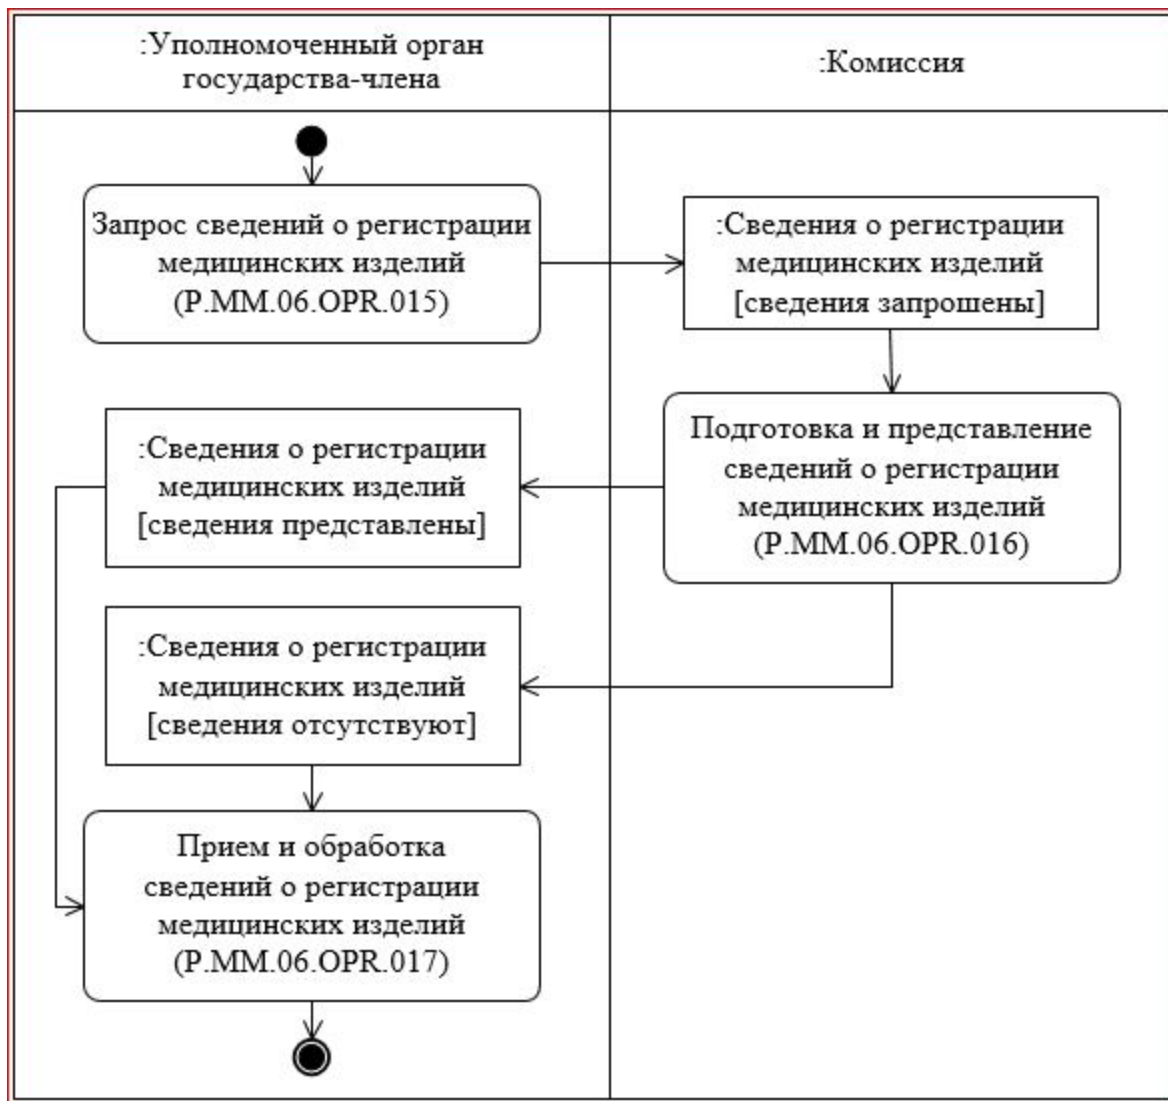 :Уполномоченный орган
государства-члена
:Комиссия
Запрос сведений о регистрации
медицинских изделий
(P.MM.06.OPR.015)
:Сведения о регистрации
медицинских изделий
[сведения запрошены]
Подготовка и представление
сведений о регистрации
медицинских изделий
(P.MM.06.OPR.016)
:Сведения о регистрации
медицинских изделий
[сведения представлены]
:Сведения о регистрации
медицинских изделий
[сведения отсутствуют]
Прием и обработка
сведений о регистрации
медицинских изделий
(P.MM.06.OPR.017)